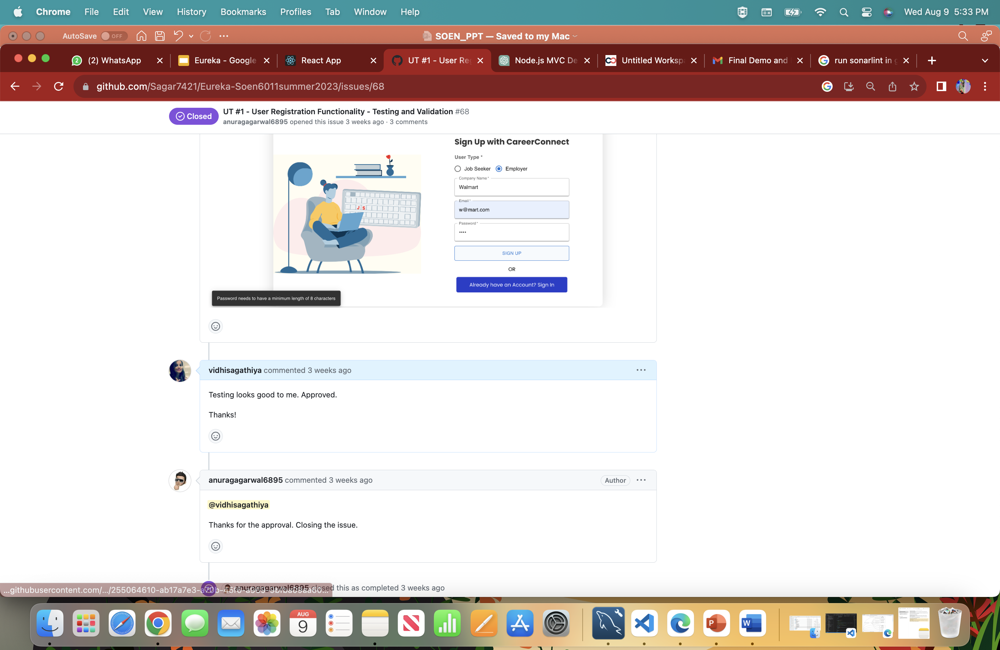 Chrome File Edit View History Bookmarks Profiles Tab Window Help Wed Aug 9 5:33 PM
AutoSave OFF SOEN_PPT — Saved to my Mac
(2) WhatsApp Eureka - Google React App UT #1 - User Reg Node.js MVC De Untitled Worksp Final Demo and run sonarlint in g
github.com/Sagar7421/Eureka-Soen6011summer2023/issues/68
Closed
UT #1 - User Registration Functionality - Testing and Validation #68
anuragagarwal6895 opened this issue 3 weeks ago · 3 comments
Sign Up with CareerConnect
User Type *
Job Seeker Employer
Company Name *
Walmart
Email *
w@mart.com
Password *
SIGN UP
OR
Already have an Account? Sign In
J S
Password needs to have a minimum length of 8 characters
vidhisagathiya commented 3 weeks ago
Testing looks good to me. Approved.
Thanks!
anuragagarwal6895 commented 3 weeks ago Author
@vidhisagathiya
Thanks for the approval. Closing the issue.
anuragagarwal6895 closed this as completed 3 weeks ago
AUG
9